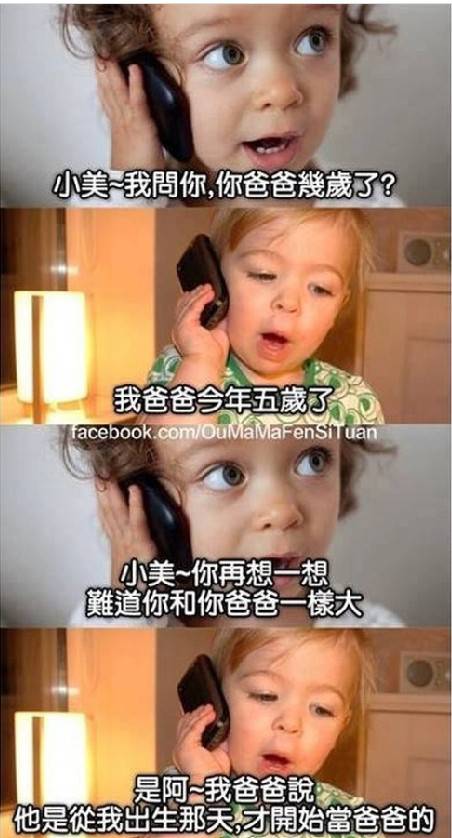 小美~我問你,你爸爸幾歲了?
我爸爸今年五歲了
facebook.com/OuMaMaFenSiTuan
小美~你再想一想
難道你和你爸爸一樣大
是阿~我爸爸說
他是從我出生那天,才開始當爸爸的